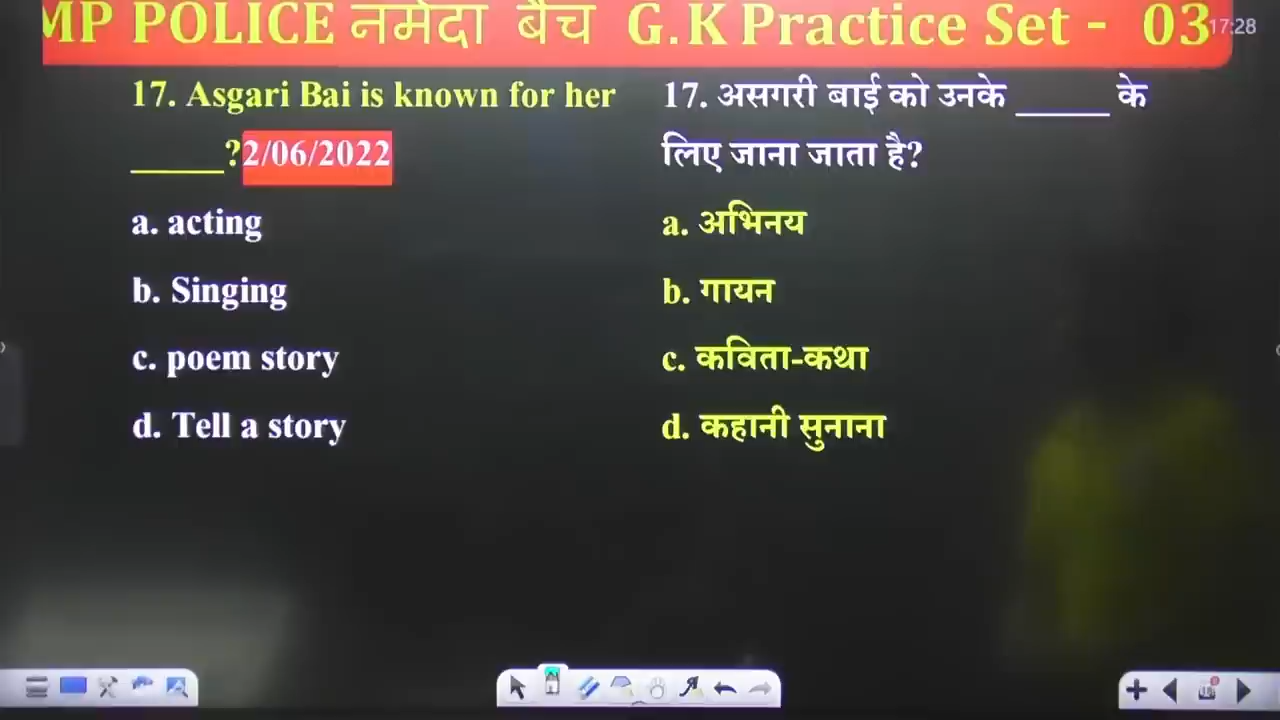 MP POLICE नर्मदा बैच G.K Practice Set - 03
17:28
17. Asgari Bai is known for her
_____?2/06/2022
a. acting
b. Singing
c. poem story
d. Tell a story
17. असगरी बाई को उनके _____ के
लिए जाना जाता है?
a. अभिनय
b. गायन
c. कविता-कथा
d. कहानी सुनाना